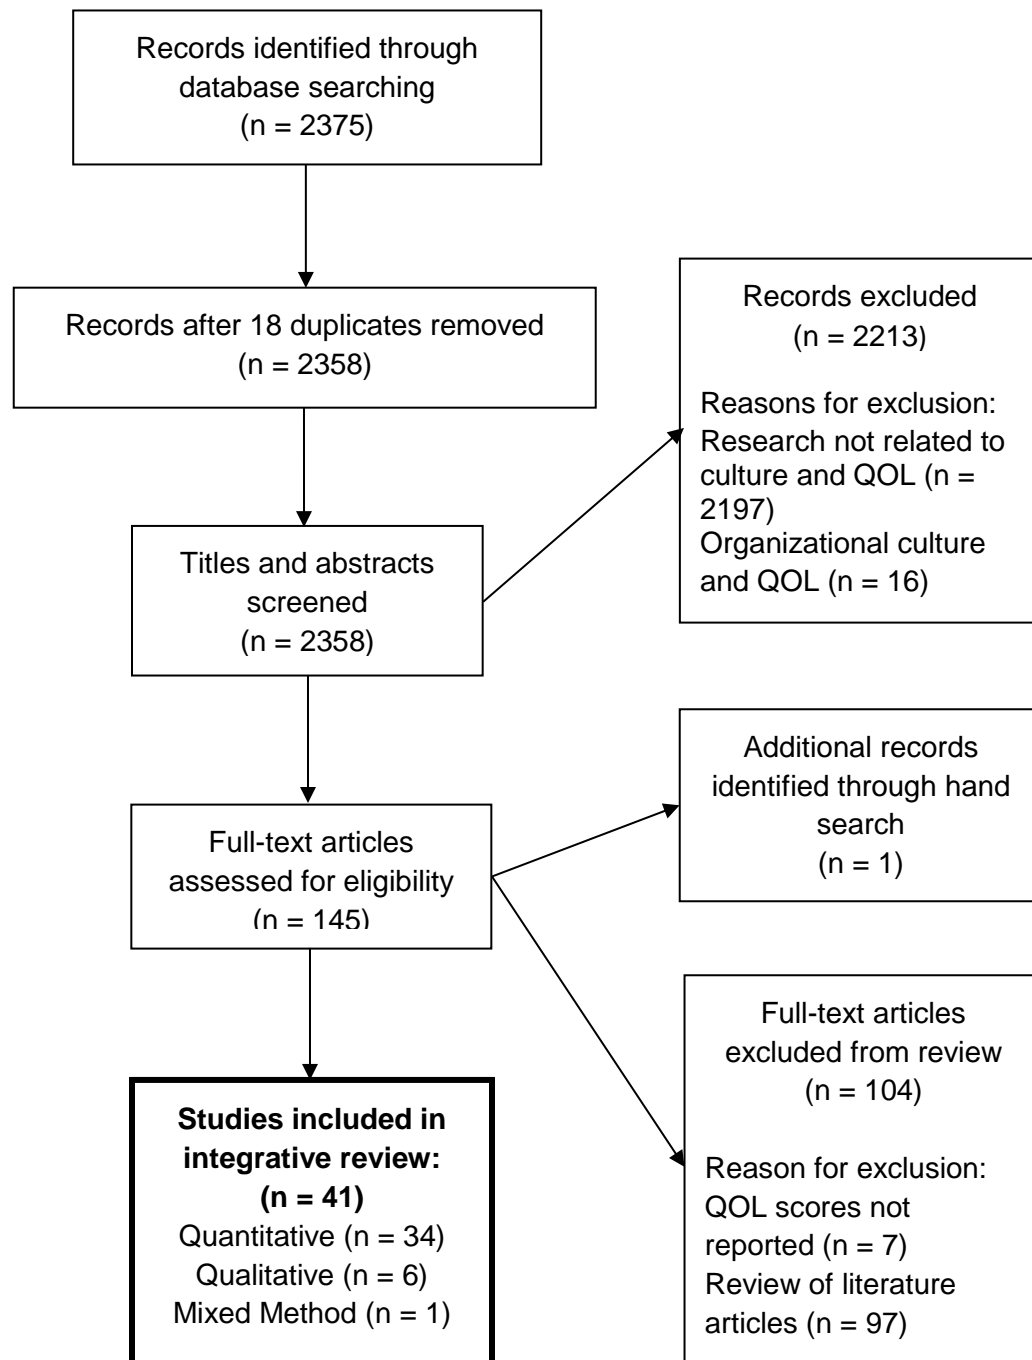 Records identified through
database searching
(n = 2375)
Records after 18 duplicates removed
(n = 2358)
Records excluded
(n = 2213)
Reasons for exclusion:
Research not related to
culture and QOL (n =
2197)
Organizational culture
and QOL (n = 16)
Titles and abstracts
screened
(n = 2358)
Additional records
identified through hand
search
(n = 1)
Full-text articles
assessed for eligibility
(n = 145)
Full-text articles
excluded from review
(n = 104)
Reason for exclusion:
QOL scores not
reported (n = 7)
Review of literature
articles (n = 97)
Studies included in
integrative review:
(n = 41)
Quantitative (n = 34)
Qualitative (n = 6)
Mixed Method (n = 1)